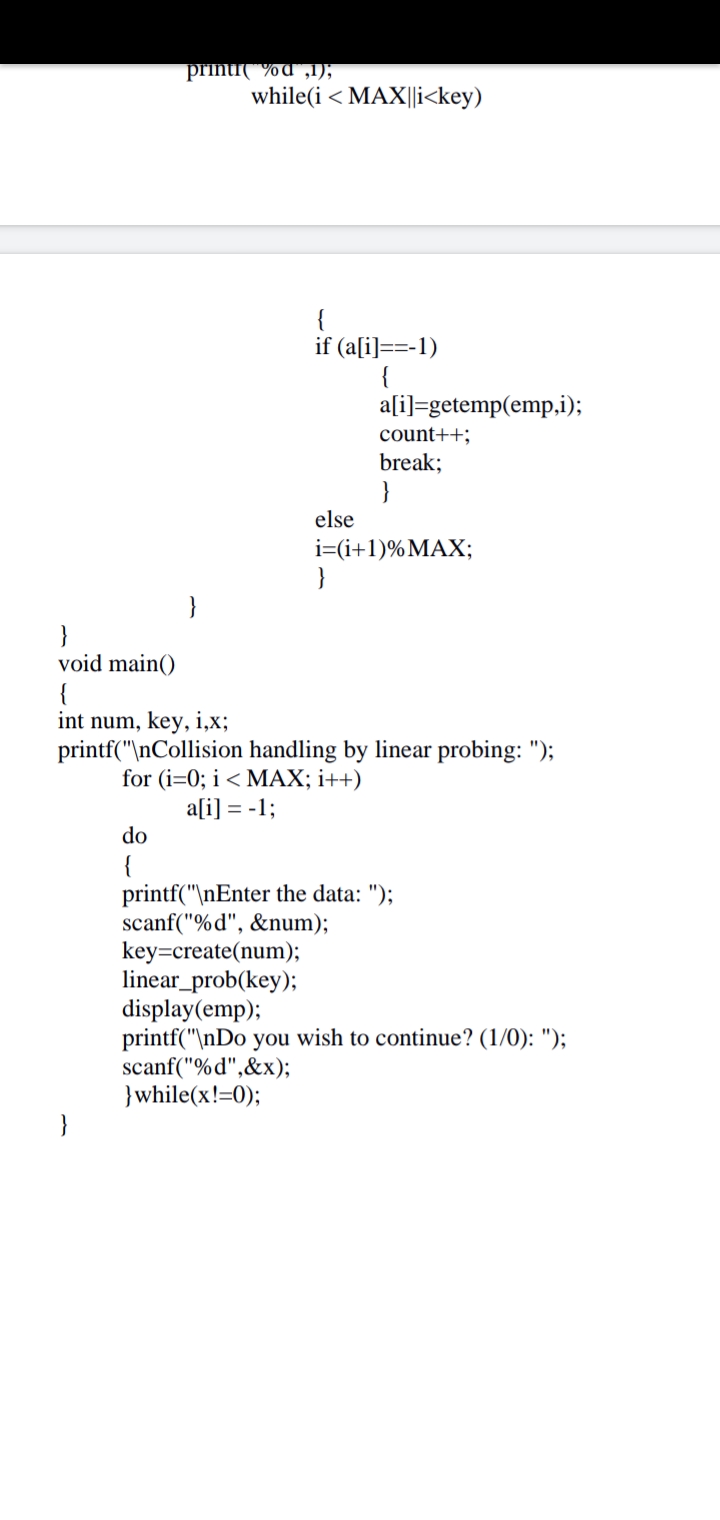 printf("%d",i);
while(i < MAX||i<key)
{
if (a[i]==-1)
{
a[i]=getemp(emp,i);
count++;
break;
}
else
i=(i+1)%MAX;
}
}
}
void main()
{
int num, key, i,x;
printf("\nCollision handling by linear probing: ");
for (i=0; i < MAX; i++)
a[i] = -1;
do
{
printf("\nEnter the data: ");
scanf("%d", &num);
key=create(num);
linear_prob(key);
display(emp);
printf("\nDo you wish to continue? (1/0): ");
scanf("%d",&x);
}while(x!=0);
}